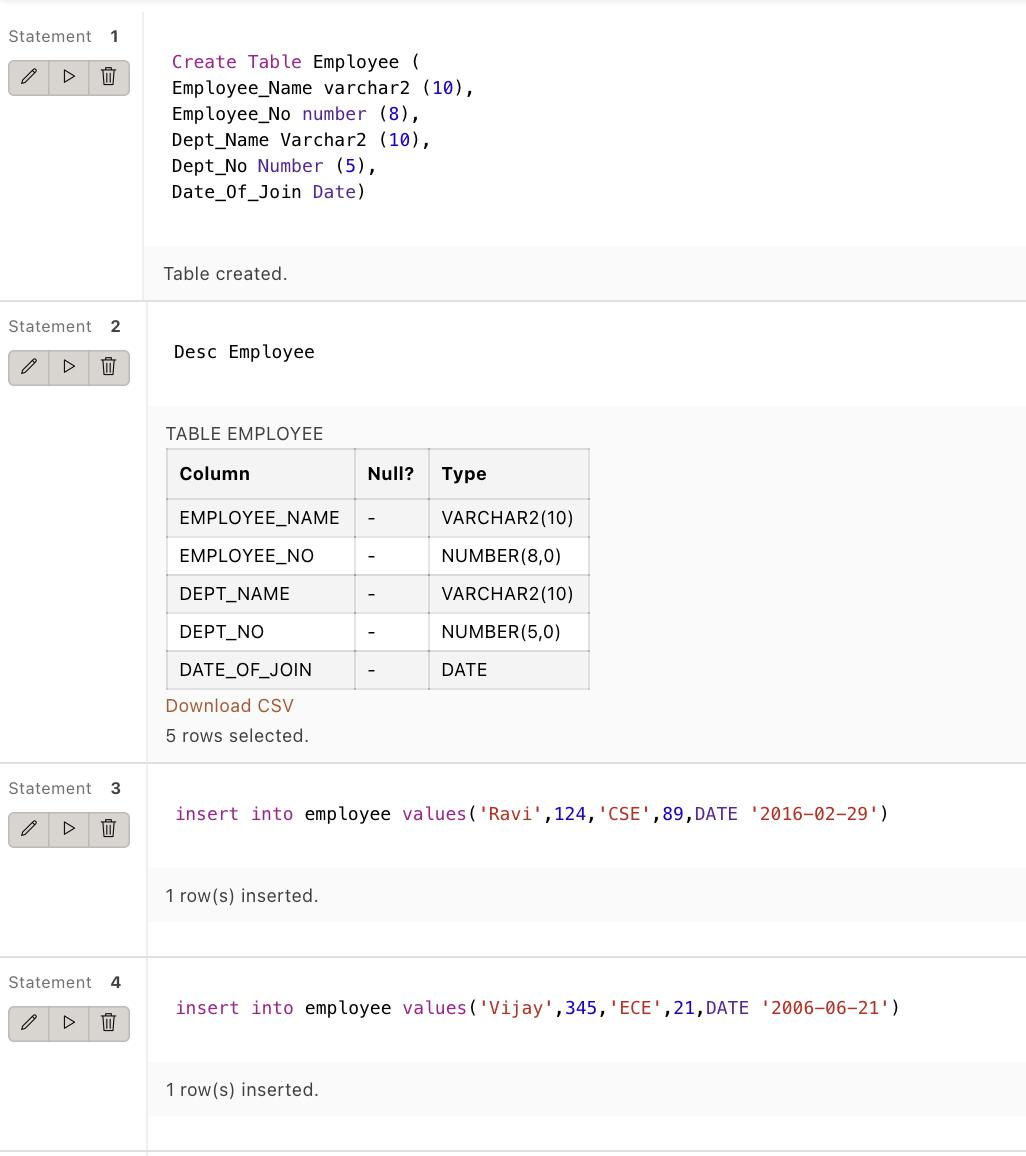 Statement 1
Create Table Employee (
Employee_Name varchar2 (10),
Employee_No number (8),
Dept_Name Varchar2 (10),
Dept_No Number (5),
Date_Of_Join Date)
Table created.
Statement 2
Desc Employee
TABLE EMPLOYEE
Column Null? Type
EMPLOYEE_NAME - VARCHAR2(10)
EMPLOYEE_NO - NUMBER(8,0)
DEPT_NAME - VARCHAR2(10)
DEPT_NO - NUMBER(5,0)
DATE_OF_JOIN - DATE
Download CSV
5 rows selected.
Statement 3
insert into employee values('Ravi',124,'CSE',89,DATE '2016-02-29')
1 row(s) inserted.
Statement 4
insert into employee values('Vijay',345,'ECE',21,DATE '2006-06-21')
1 row(s) inserted.